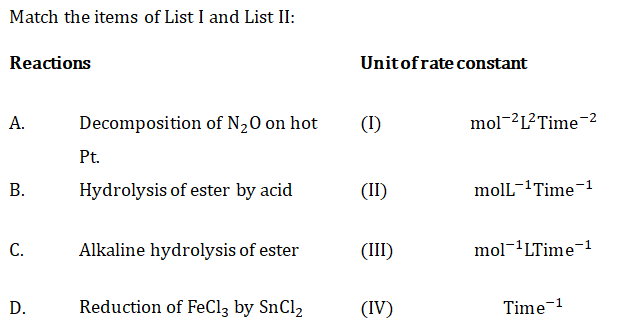 Match the items of List I and List II:
Reactions Unit of rate constant
A. Decomposition of N₂O on hot Pt. (I) mol⁻²L²Time⁻²
B. Hydrolysis of ester by acid (II) molL⁻¹Time⁻¹
C. Alkaline hydrolysis of ester (III) mol⁻¹LTime⁻¹
D. Reduction of FeCl₃ by SnCl₂ (IV) Time⁻¹